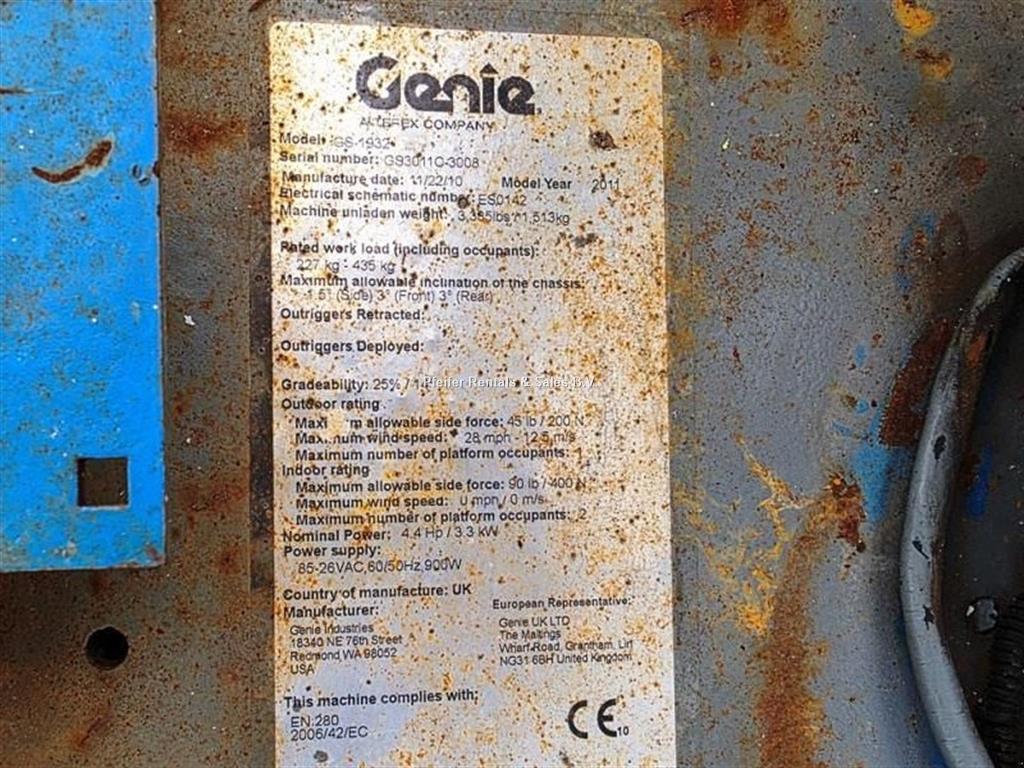 Genie
A TEREX COMPANY
Model: GS-1932
Serial number: GS3011C-3008
Manufacture date: 11/22/10 Model Year 2011
Electrical schematic number: ES0142
Machine unladen weight: 3,335lbs / 1,513kg
Rated work load (including occupants):
227 kg - 435 kg
Maximum allowable inclination of the chassis:
1.5° (Side) 3° (Front) 3° (Rear)
Outriggers Retracted:
Outriggers Deployed:
Gradeability: 25% /
Pfeifer Rentals & Sales B.V.
Outdoor rating
Maximum allowable side force: 45 lb / 200 N
Maximum wind speed: 28 mph - 12.5 m/s
Maximum number of platform occupants: 1
Indoor rating
Maximum allowable side force: 90 lb / 400 N
Maximum wind speed: 0 mph / 0 m/s
Maximum number of platform occupants: 2
Nominal Power: 4.4 Hp / 3.3 kW
Power supply:
85-26VAC,60/50Hz,900W
Country of manufacture: UK
Manufacturer: European Representative:
Genie Industries Genie UK LTD
18340 NE 76th Street The Maltings
Redmond, WA 98052 Wharf Road, Grantham, Lin
USA NG31 6BH United Kingdom
This machine complies with:
EN:280
2006/42/EC
CE 10